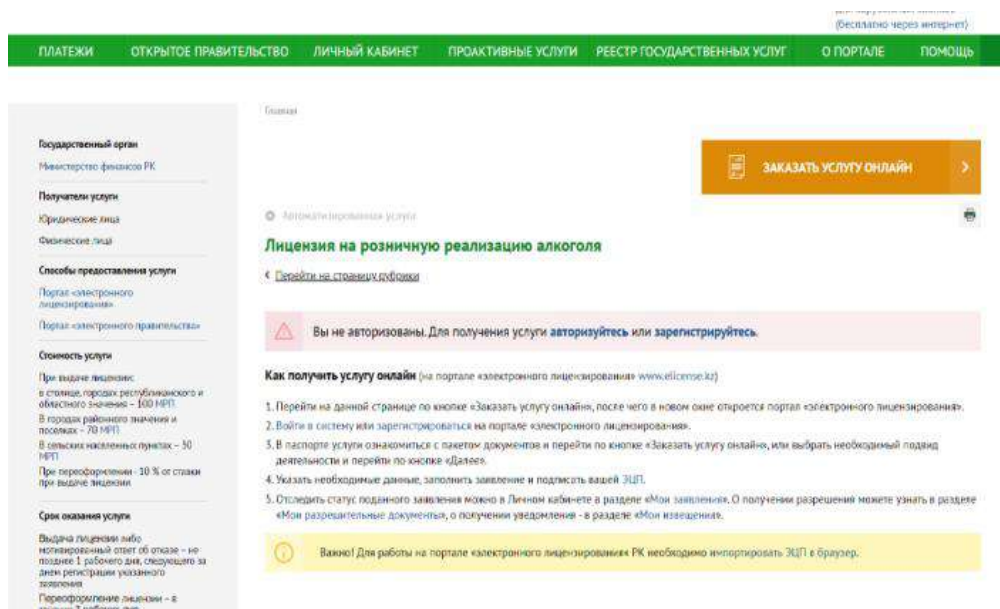 (бесплатно через интернет)
ПЛАТЕЖИ ОТКРЫТОЕ ПРАВИТЕЛЬСТВО ЛИЧНЫЙ КАБИНЕТ ПРОАКТИВНЫЕ УСЛУГИ РЕЕСТР ГОСУДАРСТВЕННЫХ УСЛУГ О ПОРТАЛЕ ПОМОЩЬ
Главная
Государственный орган
Министерство финансов РК
Получатели услуги
Юридические лица
Физические лица
Способы предоставления услуги
Портал «электронного
лицензирования»
Портал «электронного правительства»
Стоимость услуги
При выдаче лицензии:
в столице, городах республиканского и
областного значения – 100 МРП
В городах районного значения и
поселках – 70 МРП
В сельских населенных пунктах – 30
МРП
При переоформлении - 10 % от ставки
при выдаче лицензии
Срок оказания услуги
Выдача лицензии либо
мотивированный ответ об отказе – не
позднее 1 рабочего дня, следующего за
днем регистрации указанного
заявления
Переоформление лицензии – в
ЗАКАЗАТЬ УСЛУГУ ОНЛАЙН
Автоматизированная услуга
Лицензия на розничную реализацию алкоголя
Перейти на страницу рубрики
Вы не авторизованы. Для получения услуги авторизуйтесь или зарегистрируйтесь.
Как получить услугу онлайн (на портале «электронного лицензирования» www.elicense.kz)
1. Перейти на данной странице по кнопке «Заказать услугу онлайн», после чего в новом окне откроется портал «электронного лицензирования».
2. Войти в систему или зарегистрироваться на портале «электронного лицензирования».
3. В паспорте услуги ознакомиться с пакетом документов и перейти по кнопке «Заказать услугу онлайн», или выбрать необходимый подвид
деятельности и перейти по кнопке «Далее».
4. Указать необходимые данные, заполнить заявление и подписать вашей ЭЦП.
5. Отследить статус поданного заявления можно в Личном кабинете в разделе «Мои заявления». О получении разрешения можете узнать в разделе
«Мои разрешительные документы», о получении уведомления - в разделе «Мои извещения».
Важно! Для работы на портале «электронного лицензирования» РК необходимо импортировать ЭЦП в браузер.